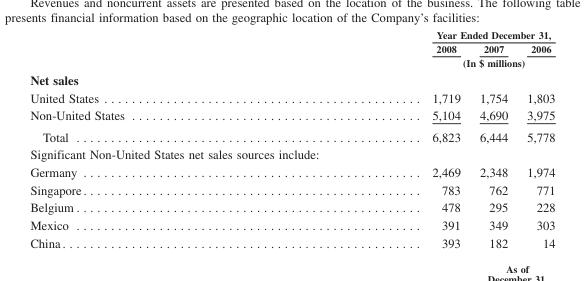 Revenues and noncurrent assets are presented based on the location of the business. The following table
presents financial information based on the geographic location of the Company's facilities:
Year Ended December 31,
2008 2007 2006
(In $ millions)
Net sales
United States . . . . . . . . . . . . . . . . . . . . . . . . . . . . . . . . . . . . . . . . . . . . . 1,719 1,754 1,803
Non-United States . . . . . . . . . . . . . . . . . . . . . . . . . . . . . . . . . . . . . . . . . 5,104 4,690 3,975
Total . . . . . . . . . . . . . . . . . . . . . . . . . . . . . . . . . . . . . . . . . . . . . . . . . 6,823 6,444 5,778
Significant Non-United States net sales sources include:
Germany . . . . . . . . . . . . . . . . . . . . . . . . . . . . . . . . . . . . . . . . . . . . . . . . 2,469 2,348 1,974
Singapore . . . . . . . . . . . . . . . . . . . . . . . . . . . . . . . . . . . . . . . . . . . . . . . . 783 762 771
Belgium . . . . . . . . . . . . . . . . . . . . . . . . . . . . . . . . . . . . . . . . . . . . . . . . . 478 295 228
Mexico . . . . . . . . . . . . . . . . . . . . . . . . . . . . . . . . . . . . . . . . . . . . . . . . . . 391 349 303
China . . . . . . . . . . . . . . . . . . . . . . . . . . . . . . . . . . . . . . . . . . . . . . . . . . . 393 182 14
As of
December 31